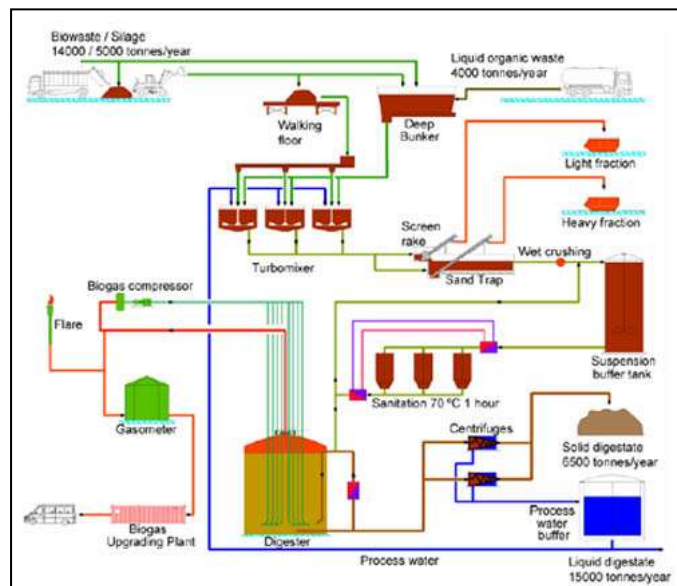 Biowaste / Silage
14000 / 5000 tonnes/year
Liquid organic waste
4000 tonnes/year
Walking
floor
Deep
Bunker
Light fraction
Heavy fraction
Screen
rake
Wet crushing
Sand Trap
Turbomixer
Biogas compressor
Flare
Suspension
buffer tank
Sanitation 70 ºC 1 hour
Gasometer
Centrifuges
Solid digestate
6500 tonnes/year
Process
water
buffer
Biogas
Upgrading Plant
Digester
Process water
Liquid digestate
15000 tonnes/year